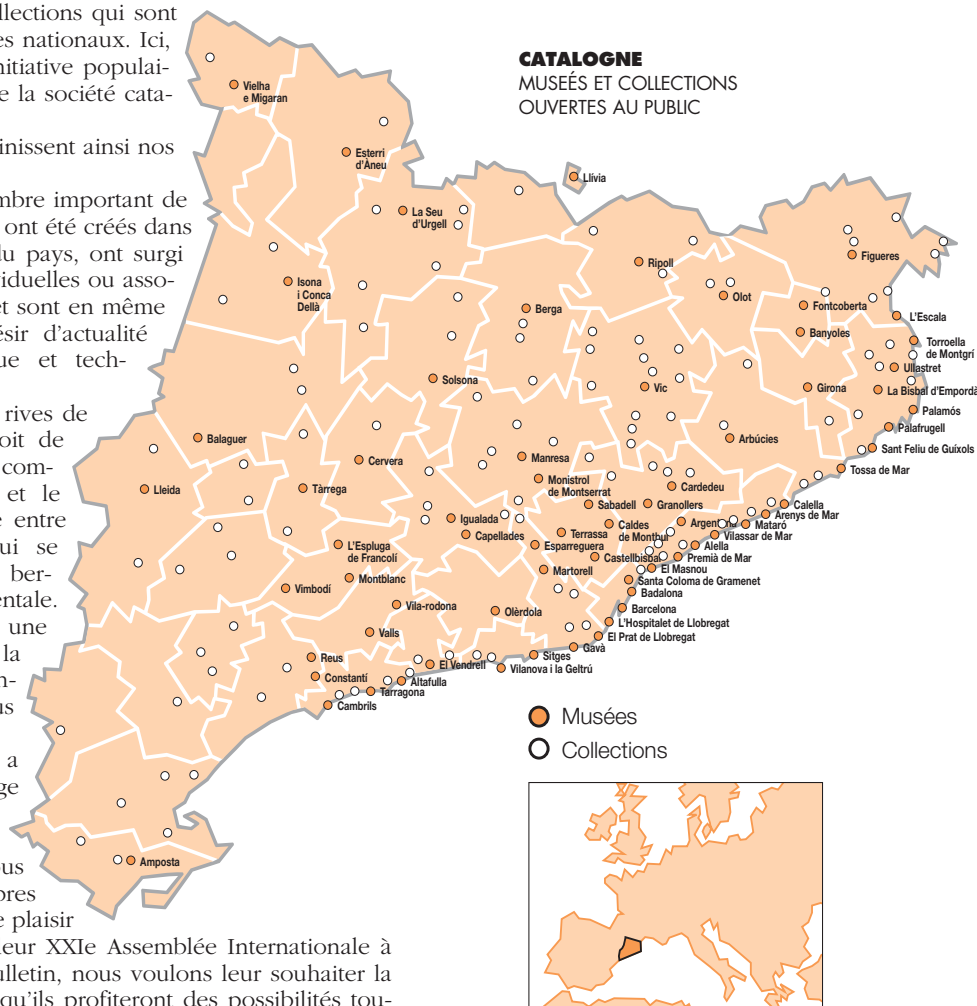 llections qui sont
es nationaux. Ici,
nitiative populai-
e la société cata-
inissent ainsi nos
mbre important de
ont été créés dans
du pays, ont surgi
ividuelles ou asso-
et sont en même
ésir d'actualité
ue et tech-
rives de
oit de
com-
et le
e entre
ui se
ber-
entale.
une
la
n-
us
a
ge
ous
bres
e plaisir
leur XXIe Assemblée Internationale à
ulletin, nous voulons leur souhaiter la
qu'ils profiteront des possibilités tou-
CATALOGNE
MUSEÉS ET COLLECTIONS
OUVERTES AU PUBLIC
Vielha
e Migaran
Esterri
d'Àneu
Llívia
La Seu
d'Urgell
Ripoll
Figueres
Isona
i Conca
Dellà
Olot
Berga
Fontcoberta
L'Escala
Banyoles
Torroella
de Montgrí
Ullastret
Solsona
Vic
Girona
La Bisbal d'Empordà
Palamós
Palafrugell
Balaguer
Arbúcies
Sant Feliu de Guíxols
Cervera
Manresa
Tossa de Mar
Lleida
Tàrrega
Monistrol
de Montserrat
Cardedeu
Sabadell
Granollers
Calella
Arenys de Mar
Igualada
Caldes
de Montbui
Mataró
Capellades
Terrassa
Vilassar de Mar
L'Espluga
de Francolí
Esparreguera
Alella
Castellbisbal
Premià de Mar
Martorell
El Masnou
Montblanc
Santa Coloma de Gramenet
Vimbodí
Badalona
Vila-rodona
Olèrdola
Barcelona
L'Hospitalet de Llobregat
Valls
El Prat de Llobregat
Gavà
Reus
Sitges
El Vendrell
Vilanova i la Geltrú
Constantí
Altafulla
Tarragona
Cambrils
Amposta
Musées
Collections